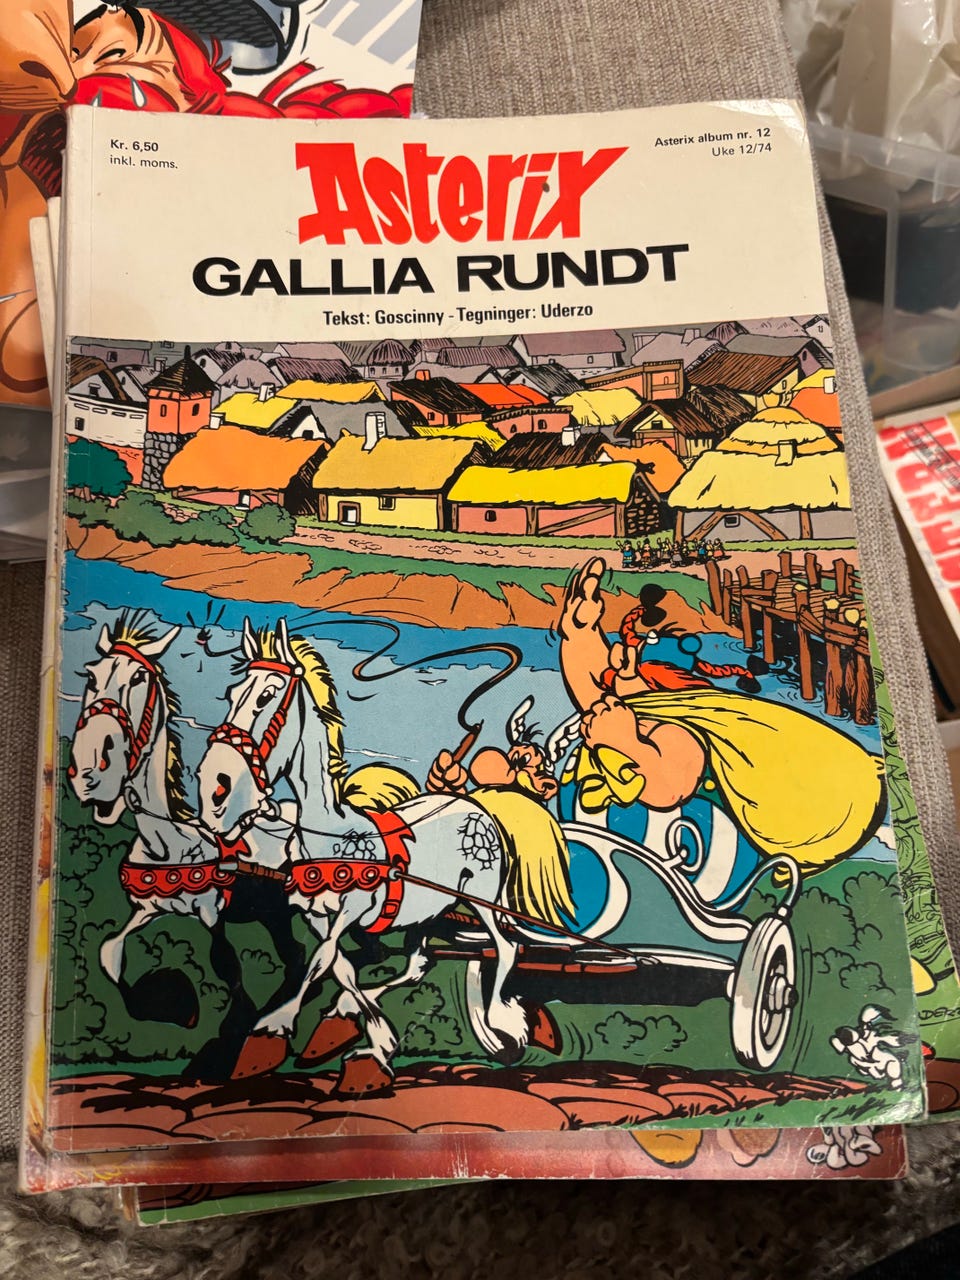 Kr. 6,50
inkl. moms.
Asterix album nr. 12
Uke 12/74
Asterix
GALLIA RUNDT
Tekst: Goscinny - Tegninger: Uderzo